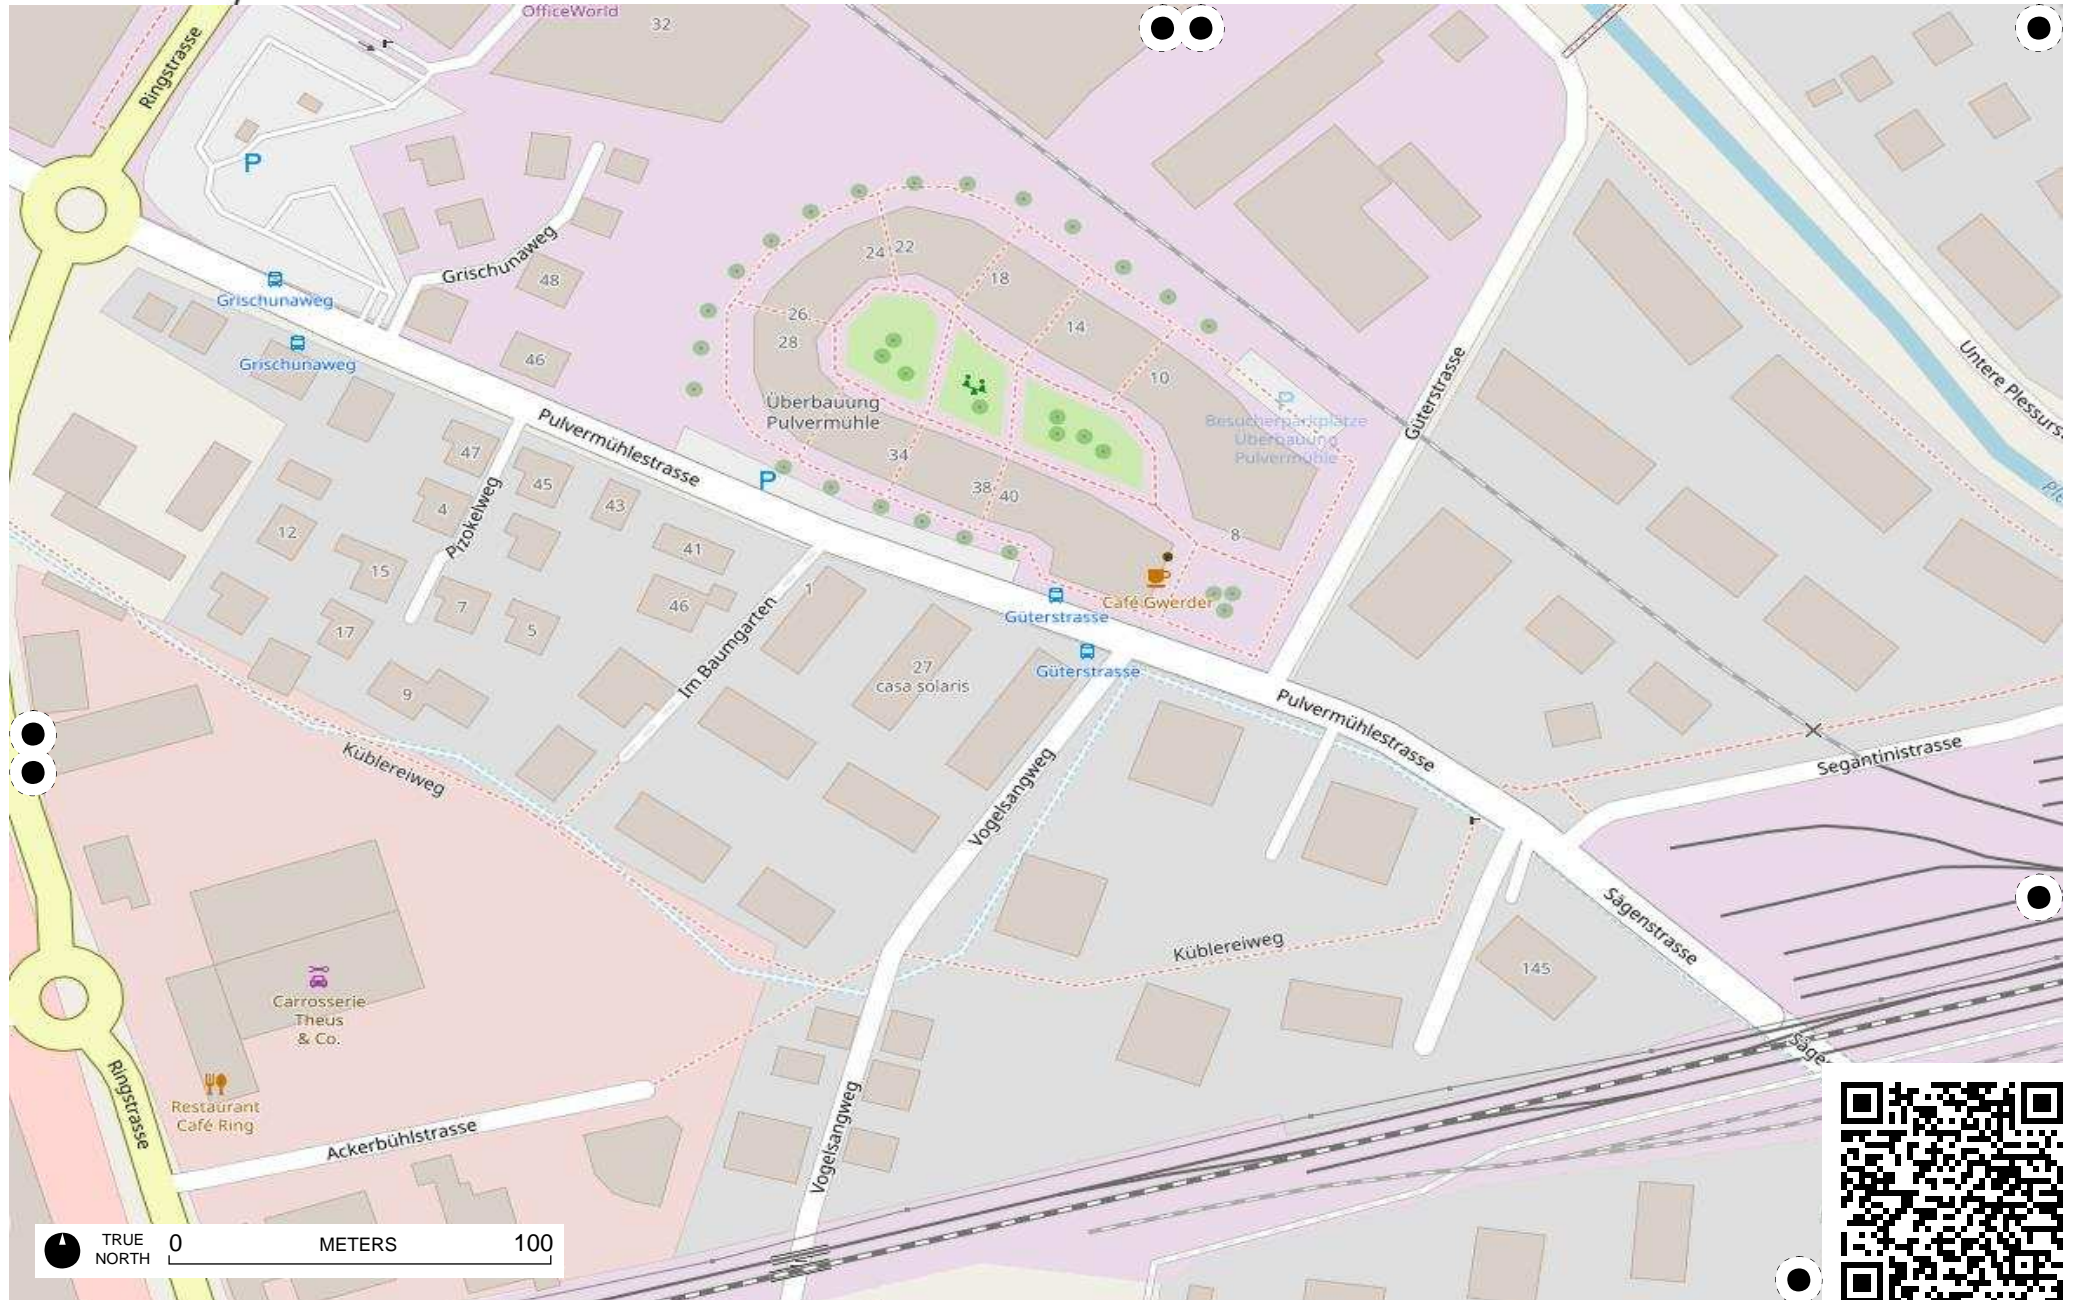 OfficeWorld
32
Ringstrasse
P
Grischunaweg
24
22
18
48
Grischunaweg
26
28
14
Grischunaweg
46
10
Güterstrasse
Untere Plessurs
Überbauung
Pulvermühle
P
Besucherparkplätze
Überbauung
Pulvermühle
Pulvermühlestrasse
47
45
43
34
38
40
P
Ple
4
Pizokelweg
12
41
8
15
1
7
46
Café Gwerder
Güterstrasse
17
5
Im Baumgarten
27
casa solaris
Güterstrasse
9
Pulvermühlestrasse
Küblereiweg
Vogelsangweg
Segantinistrasse
Sägenstrasse
Küblereiweg
145
Carrosserie
Theus
& Co.
Säge
Restaurant
Café Ring
Ringstrasse
Ackerbühlstrasse
Vogelsangweg
TRUE
NORTH
0 METERS 100